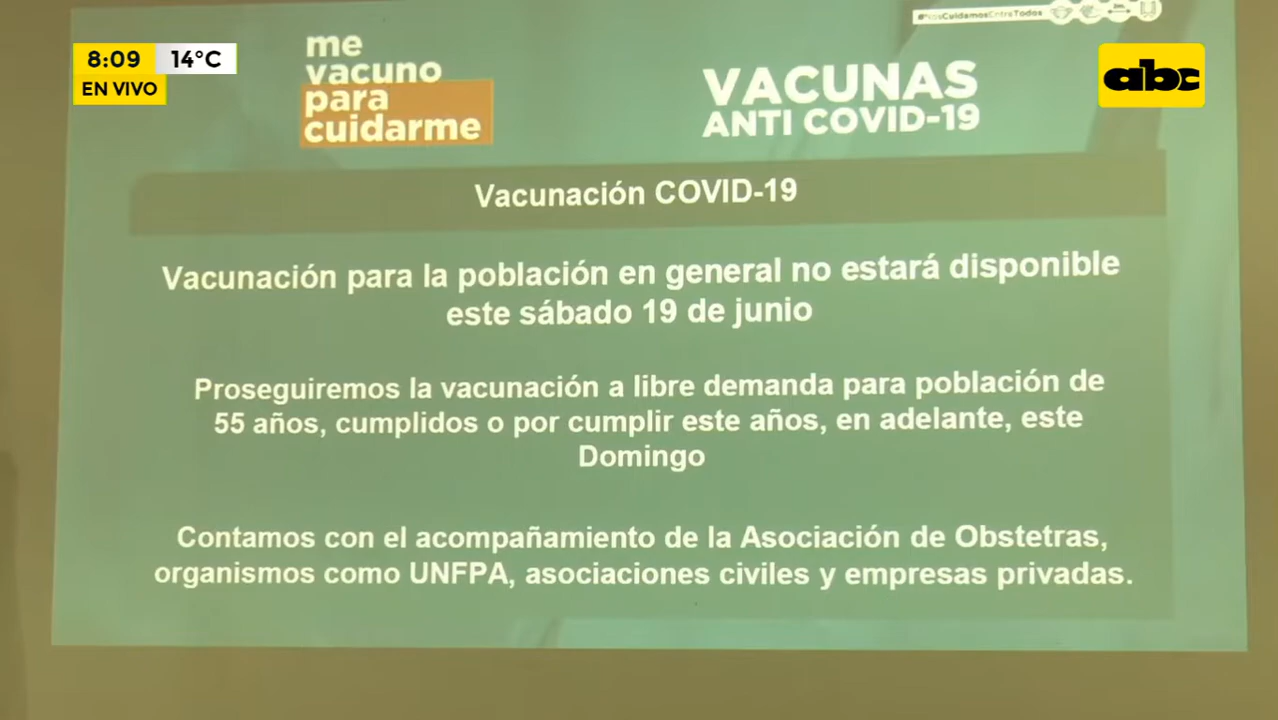 8:09 14°C
EN VIVO
#NosCuidamosEntreTodos
abc
me
vacuno
para
cuidarme
VACUNAS
ANTI COVID-19
Vacunación COVID-19
Vacunación para la población en general no estará disponible
este sábado 19 de junio
Proseguiremos la vacunación a libre demanda para población de
55 años, cumplidos o por cumplir este años, en adelante, este
Domingo
Contamos con el acompañamiento de la Asociación de Obstetras,
organismos como UNFPA, asociaciones civiles y empresas privadas.